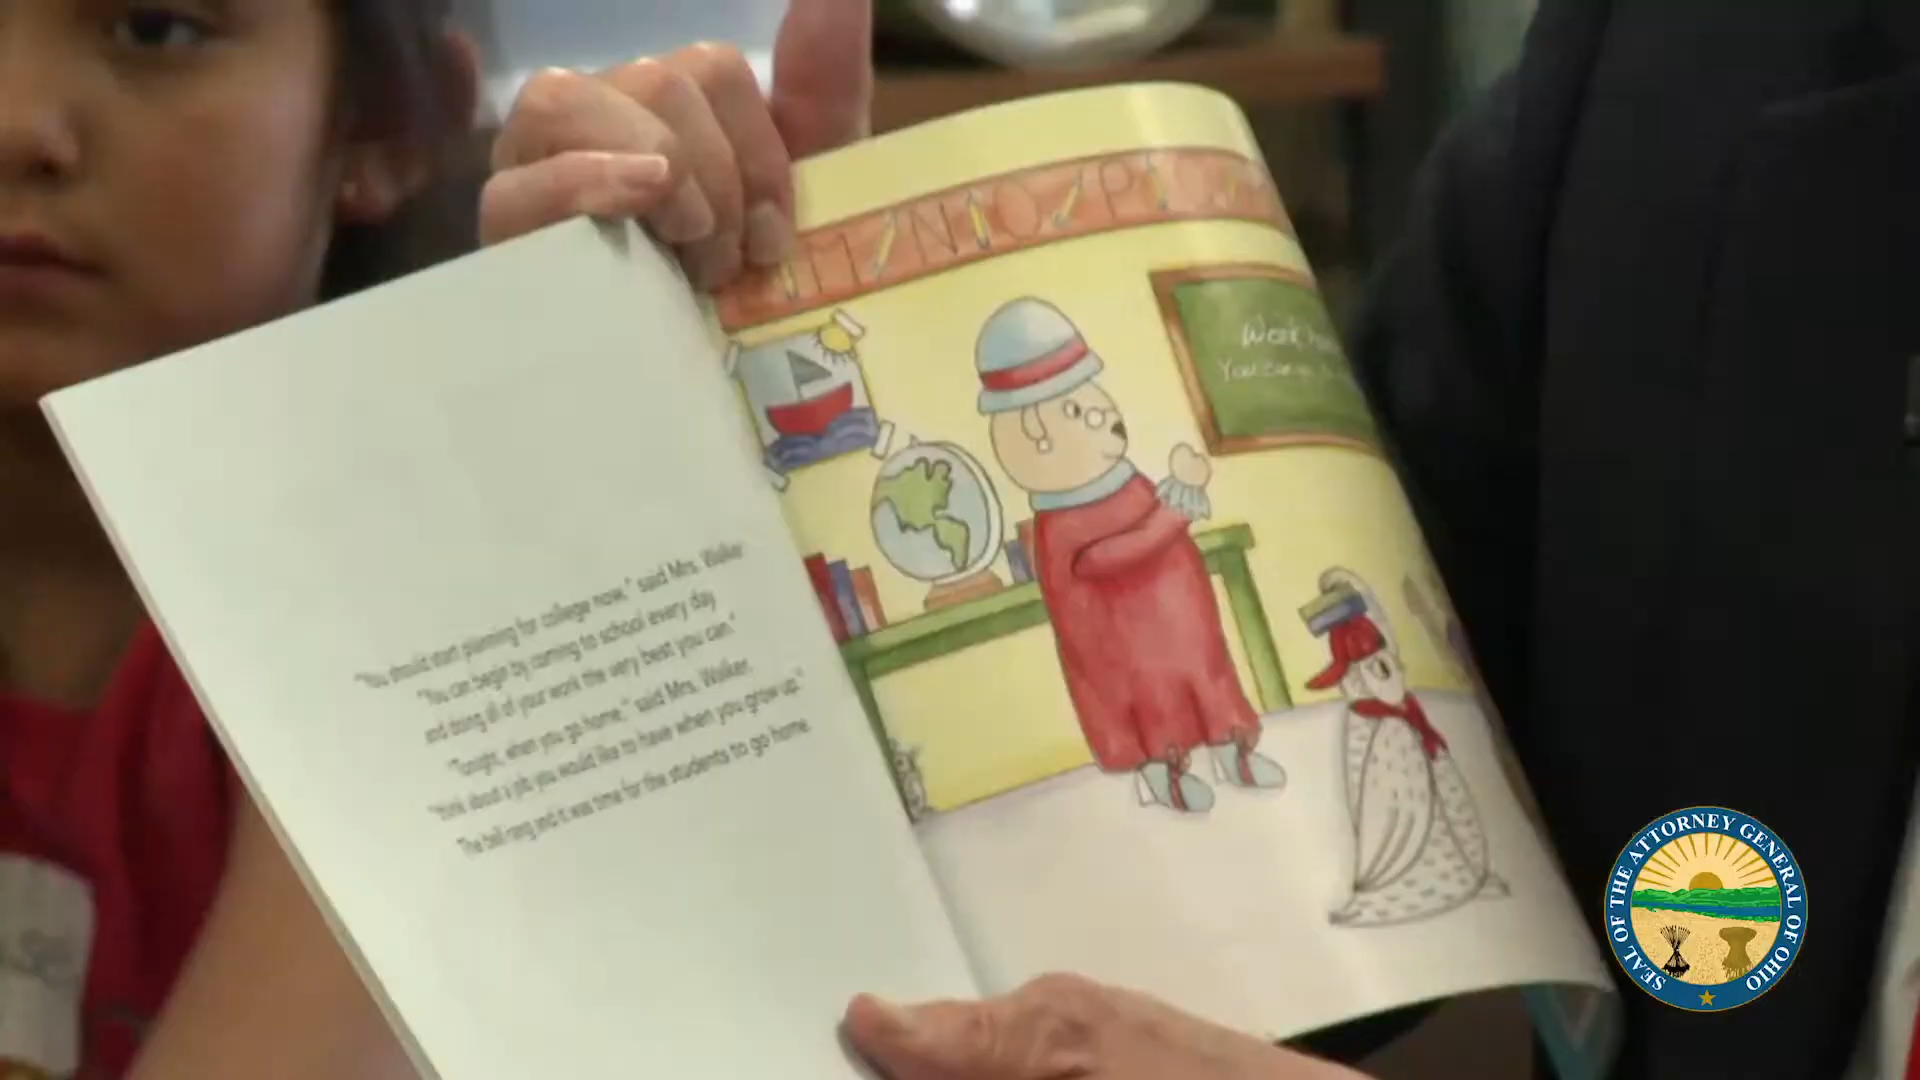 "You should start planning for college now," said Mrs. Walker.
"You can begin by coming to school every day
and doing all of your work the very best you can."
"Tonight, when you go home," said Mrs. Walker,
"think about a job you would like to have when you grow up."
The bell rang and it was time for the students to go home.
M N O P Q
Work
You can
SEAL OF THE ATTORNEY GENERAL OF OHIO